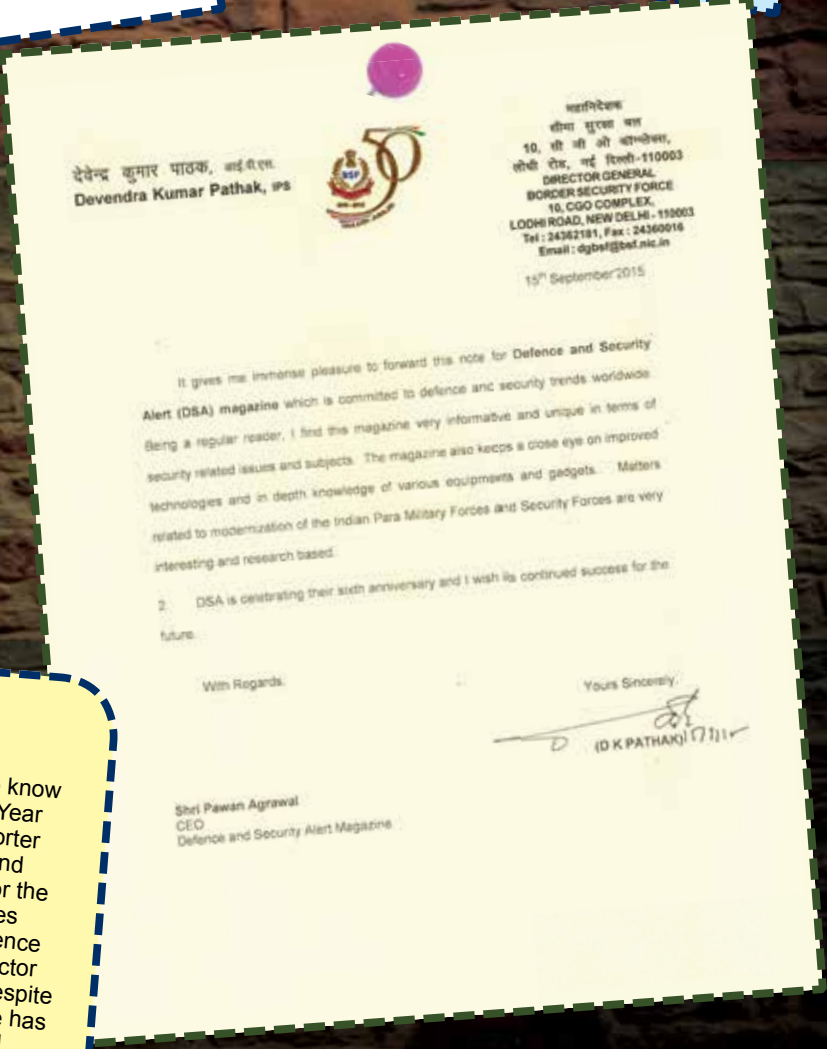 देवेन्द्र कुमार पाठक, आई.पी.एस.
Devendra Kumar Pathak, IPS
BSF
50
महानिदेशक
सीमा सुरक्षा बल
10, सी जी ओ काम्प्लेक्स,
लोधी रोड, नई दिल्ली-110003
DIRECTOR GENERAL
BORDER SECURITY FORCE
10, CGO COMPLEX,
LODHI ROAD, NEW DELHI - 110003
Tel : 24362181, Fax : 24360016
Email : dgbsf@bsf.nic.in
15th September'2015
It gives me immense pleasure to forward this note for Defence and Security
Alert (DSA) magazine which is committed to defence and security trends worldwide.
Being a regular reader, I find this magazine very informative and unique in terms of
security related issues and subjects. The magazine also keeps a close eye on improved
technologies and in depth knowledge of various equipments and gadgets. Matters
related to modernization of the Indian Para Military Forces and Security Forces are very
interesting and research based.
2. DSA is celebrating their sixth anniversary and I wish its continued success for the
future.
With Regards.
Yours Sincerely,
(D K PATHAK)
Shri Pawan Agrawal
CEO
Defence and Security Alert Magazine
know
Year
orter
nd
or the
es
ence
ctor
espite
has